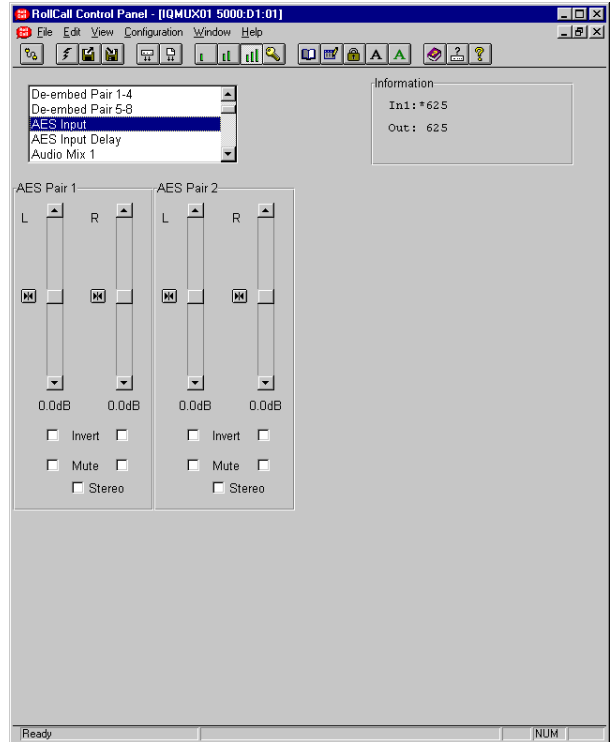 RollCall Control Panel - [IQMUX01 5000:D1:01]
File Edit View Configuration Window Help
A A
De-embed Pair 1-4
De-embed Pair 5-8
AES Input
AES Input Delay
Audio Mix 1
Information
In1:*625
Out: 625
AES Pair 1
L R
0.0dB 0.0dB
Invert
Mute
Stereo
AES Pair 2
L R
0.0dB 0.0dB
Invert
Mute
Stereo
Ready NUM